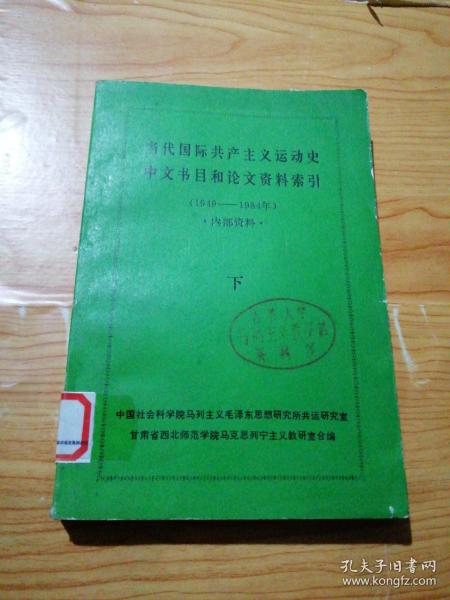 当代国际共产主义运动史
中文书目和论文资料索引
(1949——1984年)
·内部资料·
下
中国社会科学院马列主义毛泽东思想研究所共运研究室
甘肃省西北师范学院马克思列宁主义教研室合编
孔夫子旧书网
www.kongfz.com